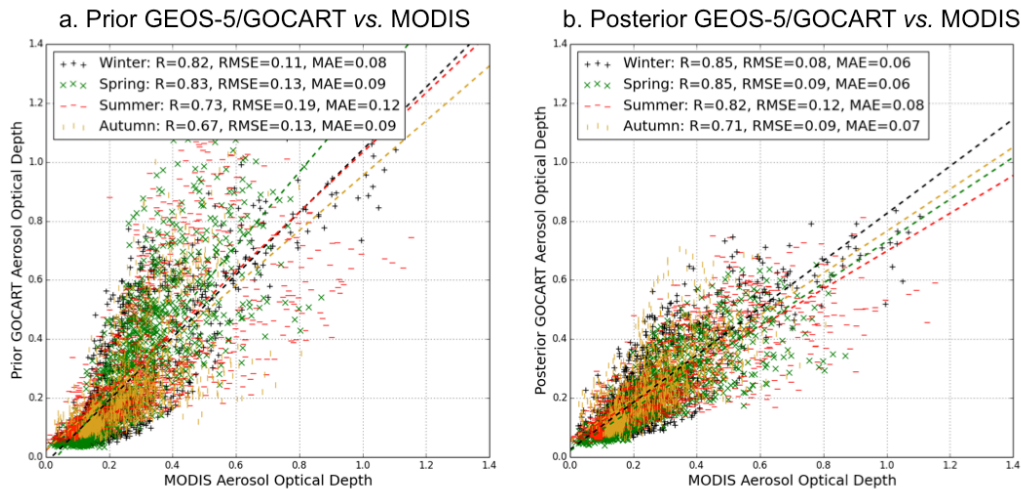 a. Prior GEOS-5/GOCART vs. MODIS
1.4
1.2
1.0
0.8
0.6
0.4
0.2
0.0
Prior GOCART Aerosol Optical Depth
Winter: R=0.82, RMSE=0.11, MAE=0.08
Spring: R=0.83, RMSE=0.13, MAE=0.09
Summer: R=0.73, RMSE=0.19, MAE=0.12
Autumn: R=0.67, RMSE=0.13, MAE=0.09
0.0 0.2 0.4 0.6 0.8 1.0 1.2 1.4
MODIS Aerosol Optical Depth
b. Posterior GEOS-5/GOCART vs. MODIS
1.4
1.2
1.0
0.8
0.6
0.4
0.2
0.0
Posterior GOCART Aerosol Optical Depth
Winter: R=0.85, RMSE=0.08, MAE=0.06
Spring: R=0.85, RMSE=0.09, MAE=0.06
Summer: R=0.82, RMSE=0.12, MAE=0.08
Autumn: R=0.71, RMSE=0.09, MAE=0.07
0.0 0.2 0.4 0.6 0.8 1.0 1.2 1.4
MODIS Aerosol Optical Depth